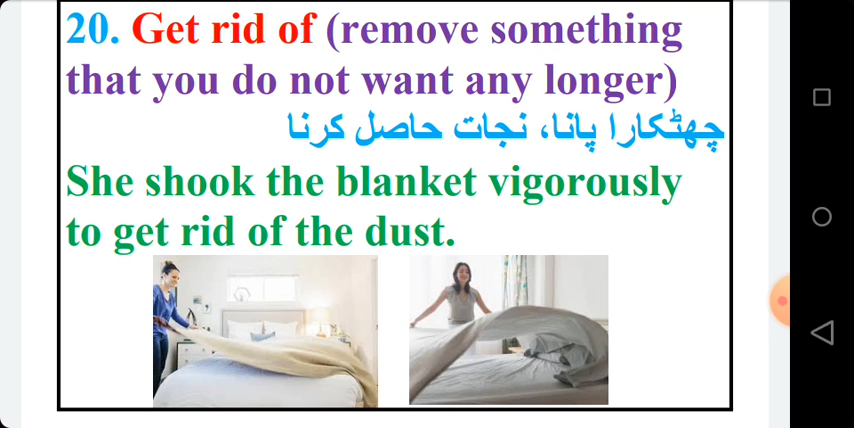 20. Get rid of (remove something
that you do not want any longer)
چھٹکارا پانا، نجات حاصل کرنا
She shook the blanket vigorously
to get rid of the dust.